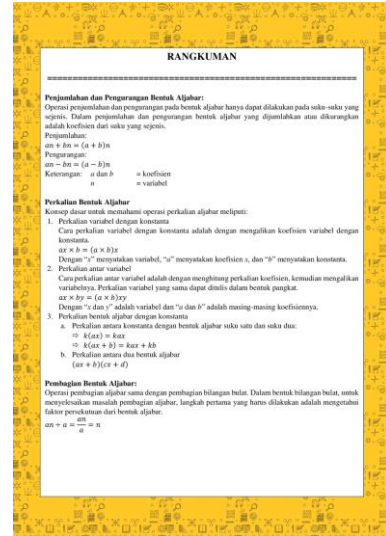 RANGKUMAN
================================================================
Penjumlahan dan Pengurangan Bentuk Aljabar:
Operasi penjumlahan dan pengurangan pada bentuk aljabar hanya dapat dilakukan pada suku-suku yang
sejenis. Dalam penjumlahan dan pengurangan bentuk aljabar yang dijumlahkan atau dikurangkan
adalah koefisien dari suku yang sejenis.
Penjumlahan:
an + bn = (a + b)n
Pengurangan:
an − bn = (a − b)n
Keterangan: a dan b = koefisien
n = variabel
Perkalian Bentuk Aljabar
Konsep dasar untuk memahami operasi perkalian aljabar meliputi:
1. Perkalian variabel dengan konstanta
Cara perkalian variabel dengan konstanta adalah dengan mengalikan koefisien variabel dengan
konstanta.
ax × b = (a × b)x
Dengan “x” menyatakan variabel, “a” menyatakan koefisien x, dan “b” menyatakan konstanta.
2. Perkalian antar variabel
Cara perkalian antar variabel adalah dengan menghitung perkalian koefisien, kemudian mengalikan
variabelnya. Perkalian variabel yang sama dapat ditulis dalam bentuk pangkat.
ax × by = (a × b)xy
Dengan “x dan y” adalah variabel dan “a dan b” adalah masing-masing koefisiennya.
3. Perkalian bentuk aljabar dengan konstanta
a. Perkalian antara konstanta dengan bentuk aljabar suku satu dan suku dua:
⇨ k(ax) = kax
⇨ k(ax + b) = kax + kb
b. Perkalian antara dua bentuk aljabar
(ax + b)(cx + d)
Pembagian Bentuk Aljabar:
Operasi pembagian aljabar sama dengan pembagian bilangan bulat. Dalam bentuk bilangan bulat, untuk
menyelesaikan masalah pembagian aljabar, langkah pertama yang harus dilakukan adalah mengetahui
faktor persekutuan dari bentuk aljabar.
an ÷ a = an/a = n